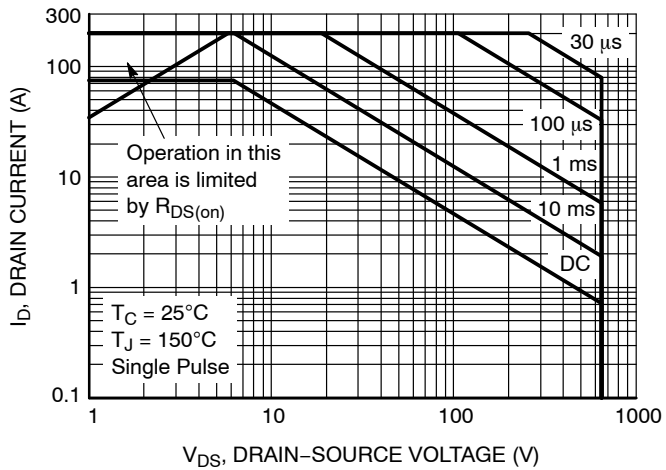 300
100
10
1
0.1
I_D, DRAIN CURRENT (A)
30 μs
100 μs
1 ms
10 ms
DC
Operation in this
area is limited
by R_DS(on)
T_C = 25°C
T_J = 150°C
Single Pulse
1
10
100
1000
V_DS, DRAIN−SOURCE VOLTAGE (V)